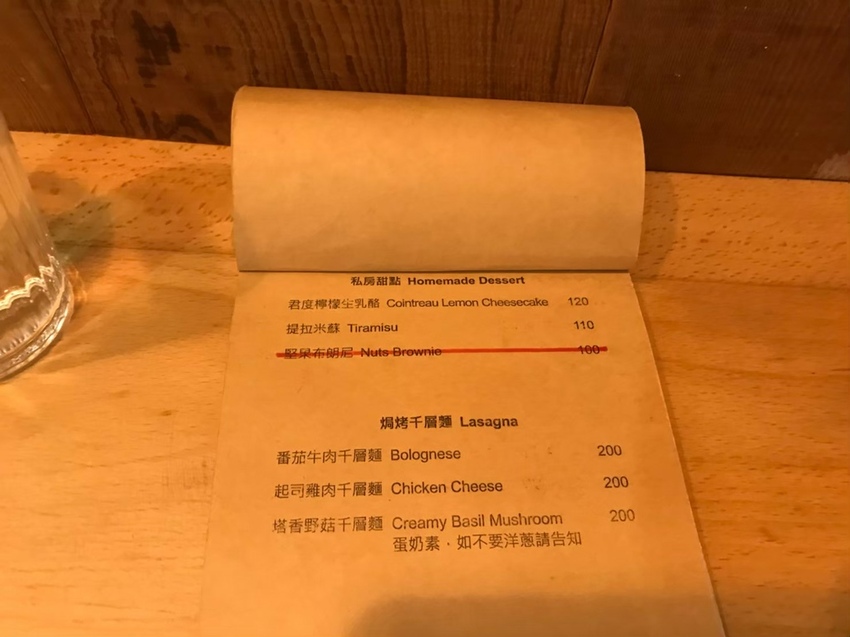 私房甜點 Homemade Dessert
君度檸檬生乳酪 Cointreau Lemon Cheesecake 120
提拉米蘇 Tiramisu 110
堅果布朗尼 Nuts Brownie 100
焗烤千層麵 Lasagna
番茄牛肉千層麵 Bolognese 200
起司雞肉千層麵 Chicken Cheese 200
塔香野菇千層麵 Creamy Basil Mushroom 200
蛋奶素．如不要洋蔥請告知